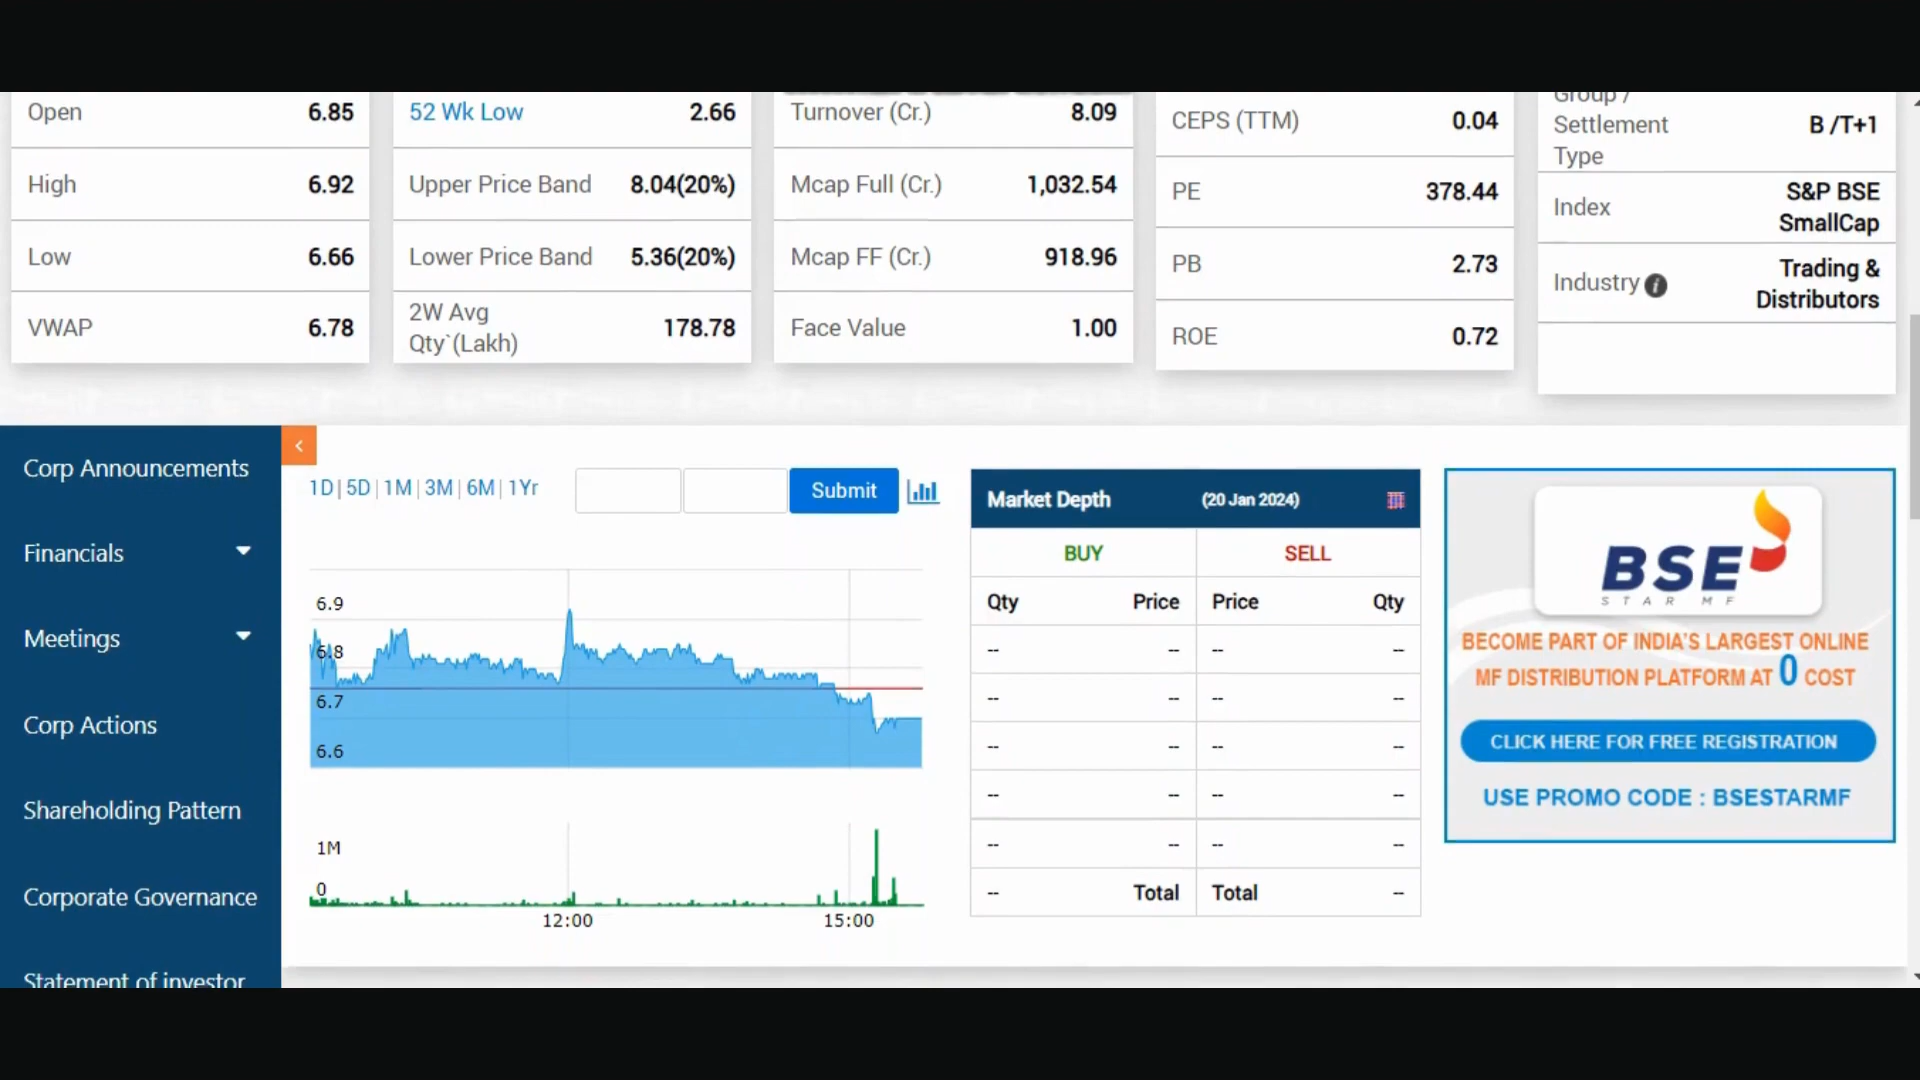 Open 6.85
High 6.92
Low 6.66
VWAP 6.78
52 Wk Low 2.66
Upper Price Band 8.04(20%)
Lower Price Band 5.36(20%)
2W Avg
Qty`(Lakh) 178.78
Turnover (Cr.) 8.09
Mcap Full (Cr.) 1,032.54
Mcap FF (Cr.) 918.96
Face Value 1.00
CEPS (TTM) 0.04
PE 378.44
PB 2.73
ROE 0.72
Group /
Settlement
Type B /T+1
Index S&P BSE
SmallCap
Industry Trading &
Distributors
Corp Announcements
Financials
Meetings
Corp Actions
Shareholding Pattern
Corporate Governance
Statement of investor
1D| 5D | 1M | 3M | 6M | 1Yr
Submit
6.9
6.8
6.7
6.6
1M
0
12:00 15:00
Market Depth (20 Jan 2024)
BUY SELL
Qty Price Price Qty
-- -- -- --
-- -- -- --
-- -- -- --
-- -- -- --
-- -- -- --
-- Total Total --
BSE
STAR MF
BECOME PART OF INDIA'S LARGEST ONLINE
MF DISTRIBUTION PLATFORM AT 0 COST
CLICK HERE FOR FREE REGISTRATION
USE PROMO CODE : BSESTARMF